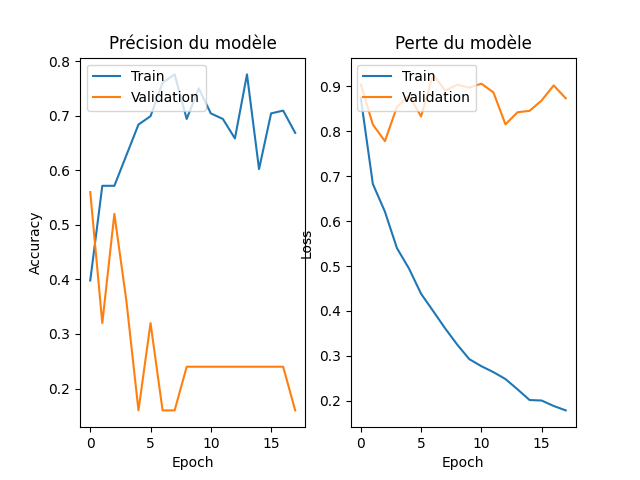 Précision du modèle
Train
Validation
0.8
0.7
0.6
0.5
0.4
0.3
0.2
Accuracy
0
5
10
15
Epoch
Perte du modèle
Train
Validation
0.9
0.8
0.7
0.6
0.5
0.4
0.3
0.2
Loss
0
5
10
15
Epoch